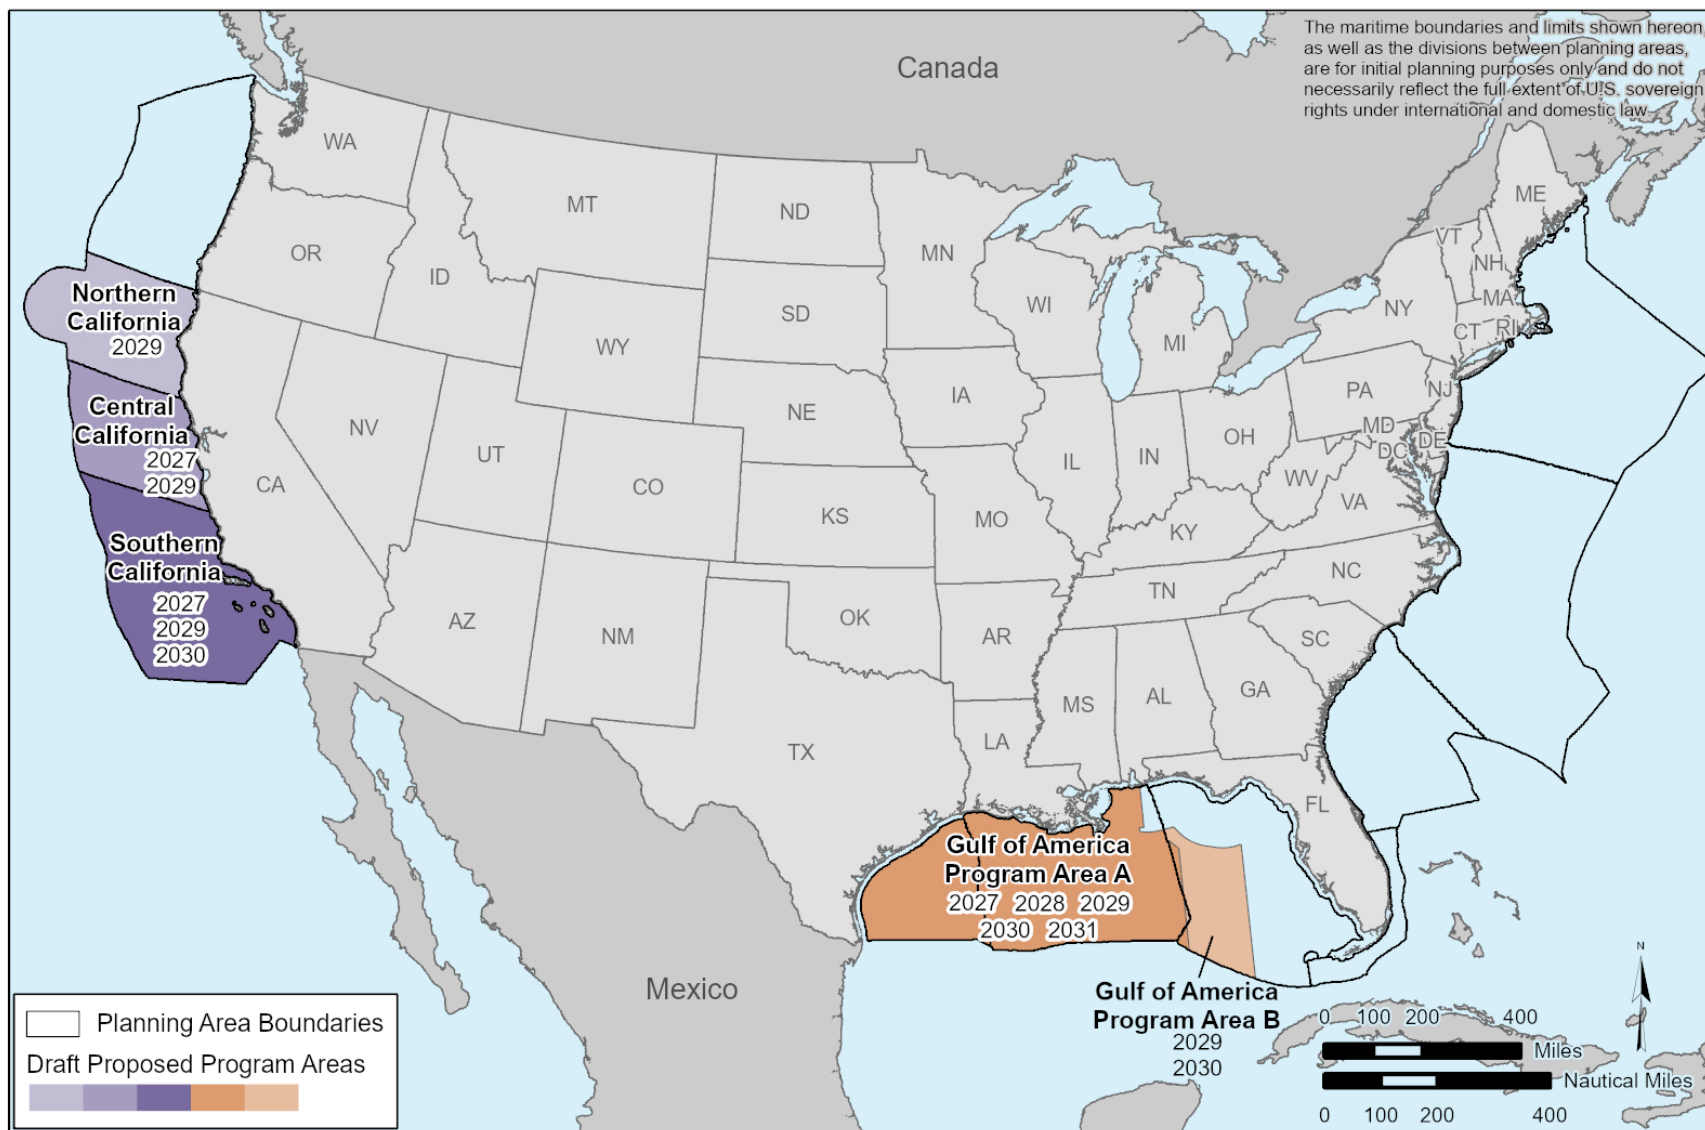 The maritime boundaries and limits shown hereon,
as well as the divisions between planning areas,
are for initial planning purposes only and do not
necessarily reflect the full extent of U.S. sovereign
rights under international and domestic law.
Canada
WA
MT
ND
MN
ME
VT
NH
OR
ID
SD
WI
NY
MA
CT
RI
Northern
California
2029
WY
MI
IA
PA
NJ
NE
Central
California
2027
2029
NV
UT
CO
IL
IN
OH
MD
DE
DC
WV
VA
CA
KS
MO
KY
Southern
California
2027
2029
2030
AZ
NM
OK
AR
TN
NC
SC
MS
AL
GA
TX
LA
FL
Gulf of America
Program Area A
2027 2028 2029
2030 2031
Mexico
Gulf of America
Program Area B
2029
2030
Planning Area Boundaries
Draft Proposed Program Areas
N
0 100 200 400
Miles
Nautical Miles
0 100 200 400